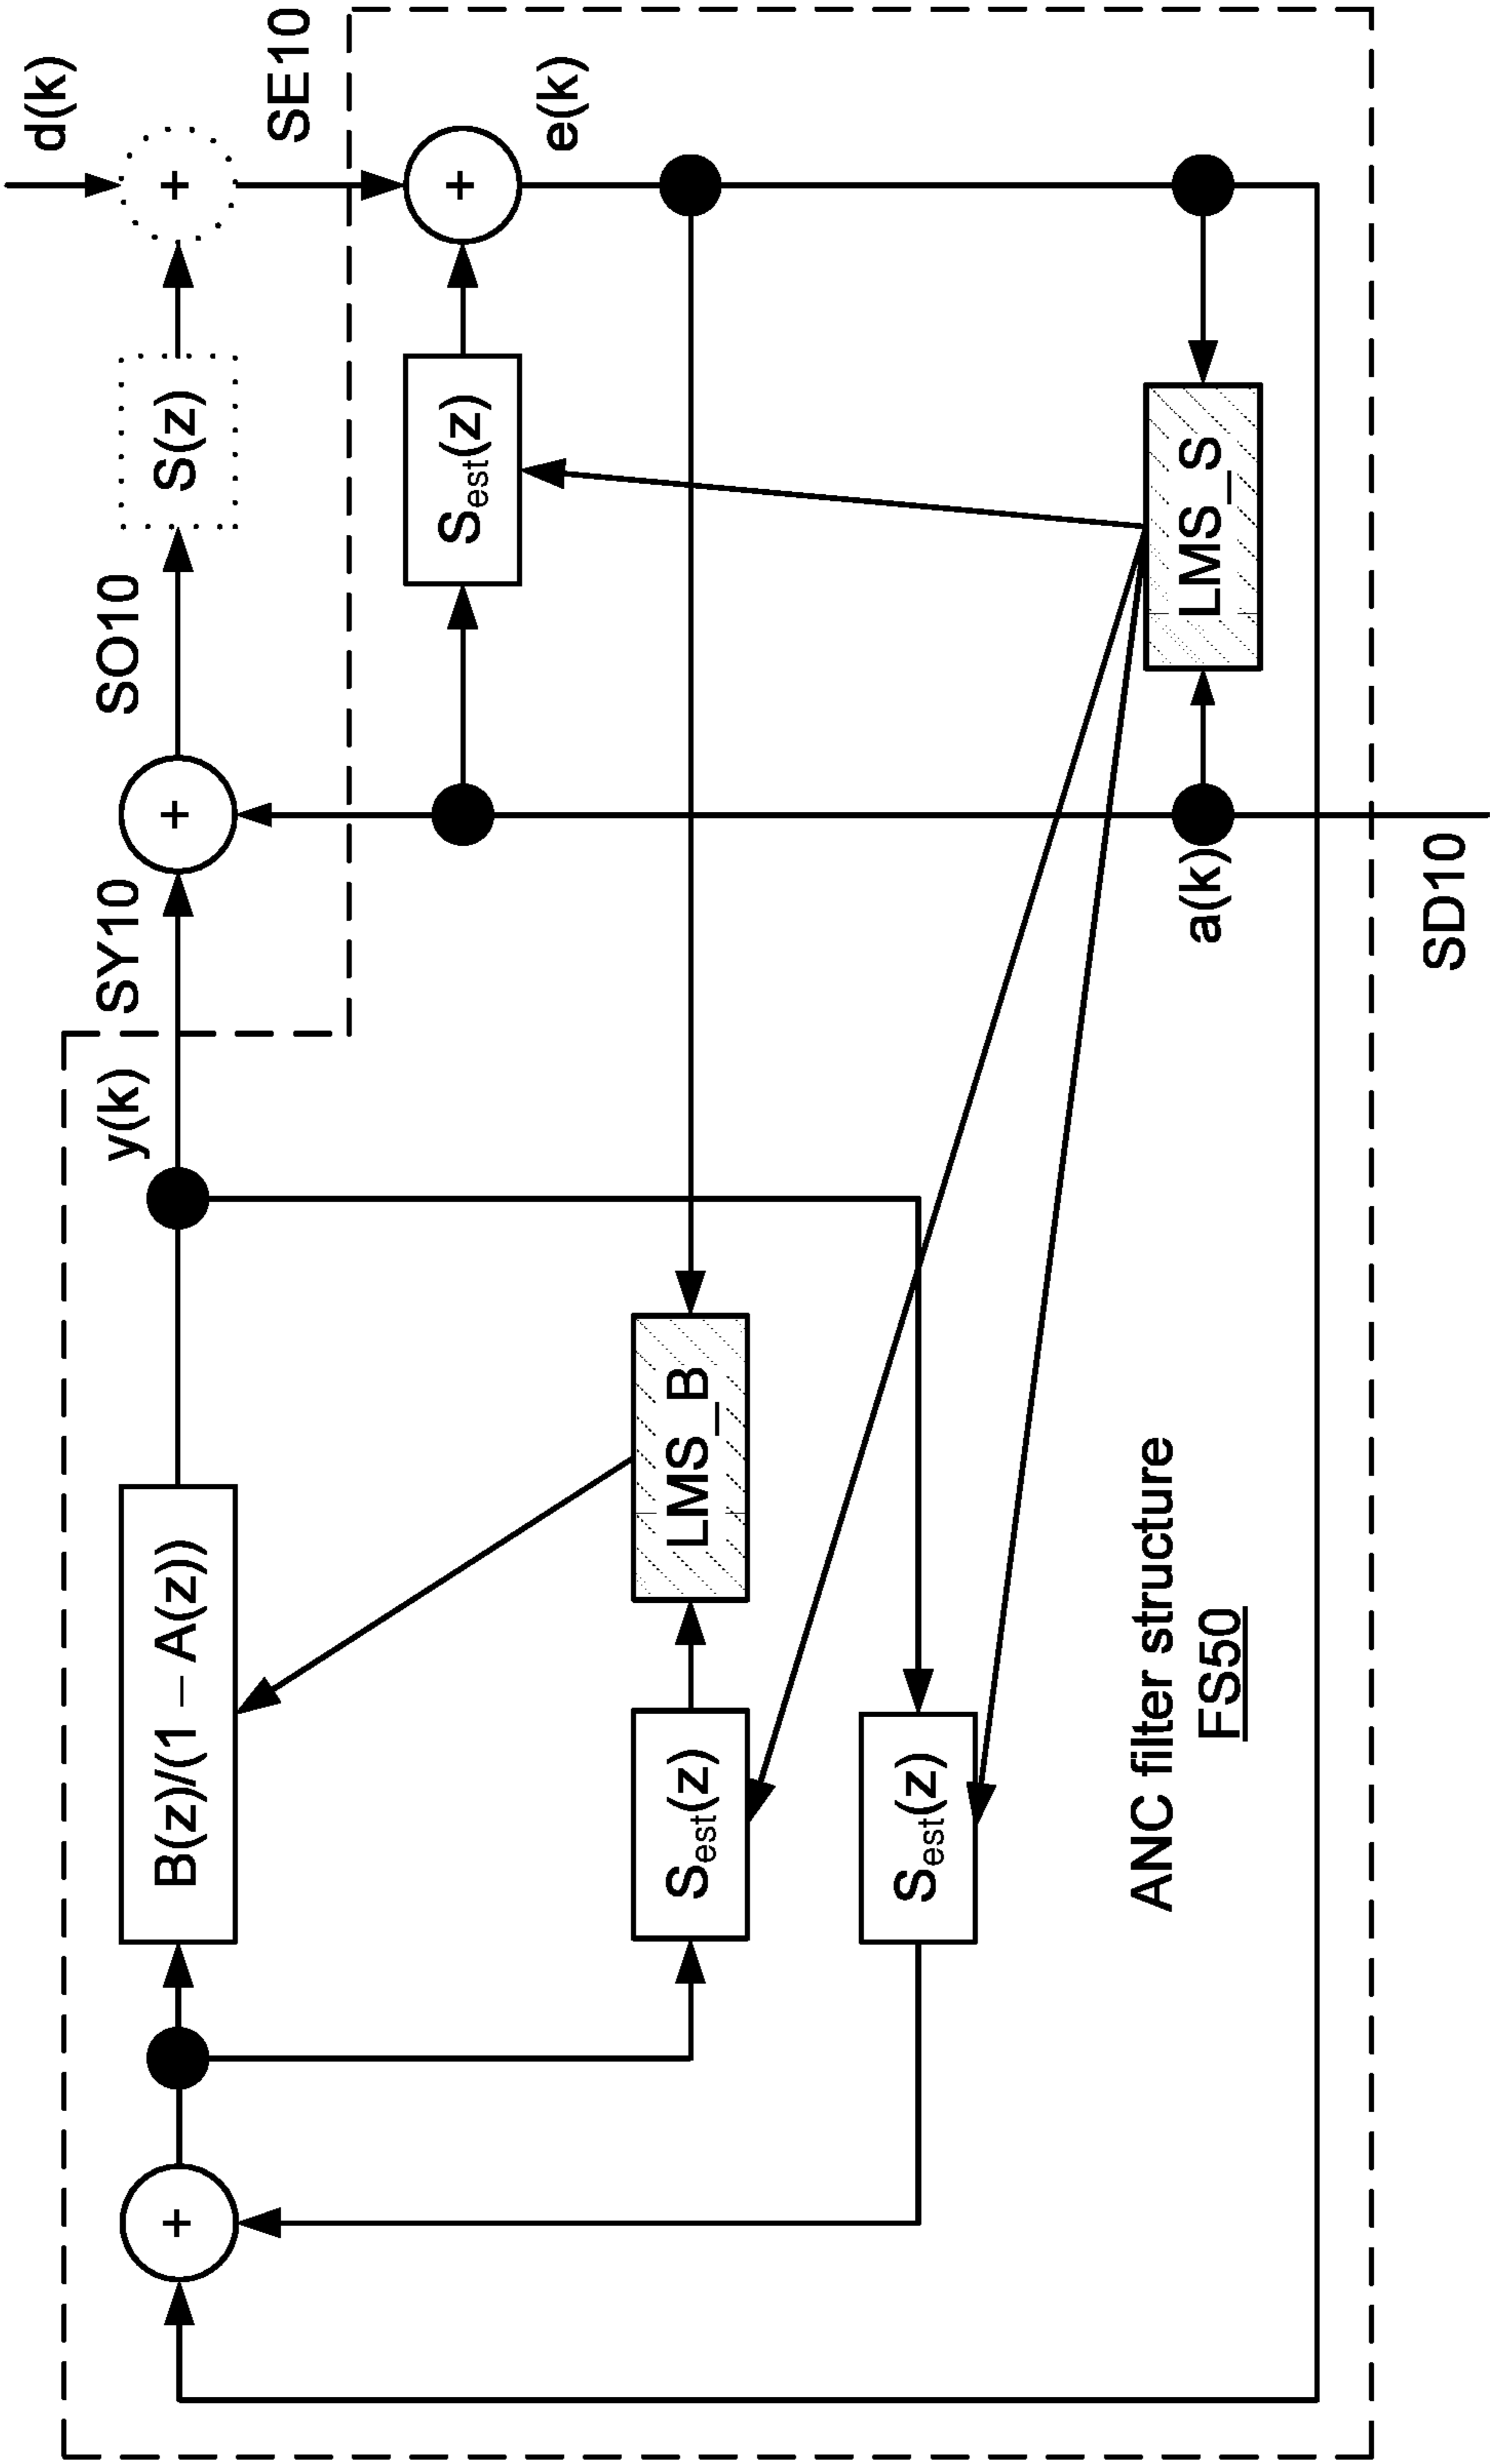 d(k)
SY10
SO10
S(z)
+
+
SE10
y(k)
B(z)/(1 – A(z))
+
+
e(k)
Sest(z)
LMS_B
Sest(z)
Sest(z)
LMS_S
a(k)
ANC filter structure
FS50
SD10